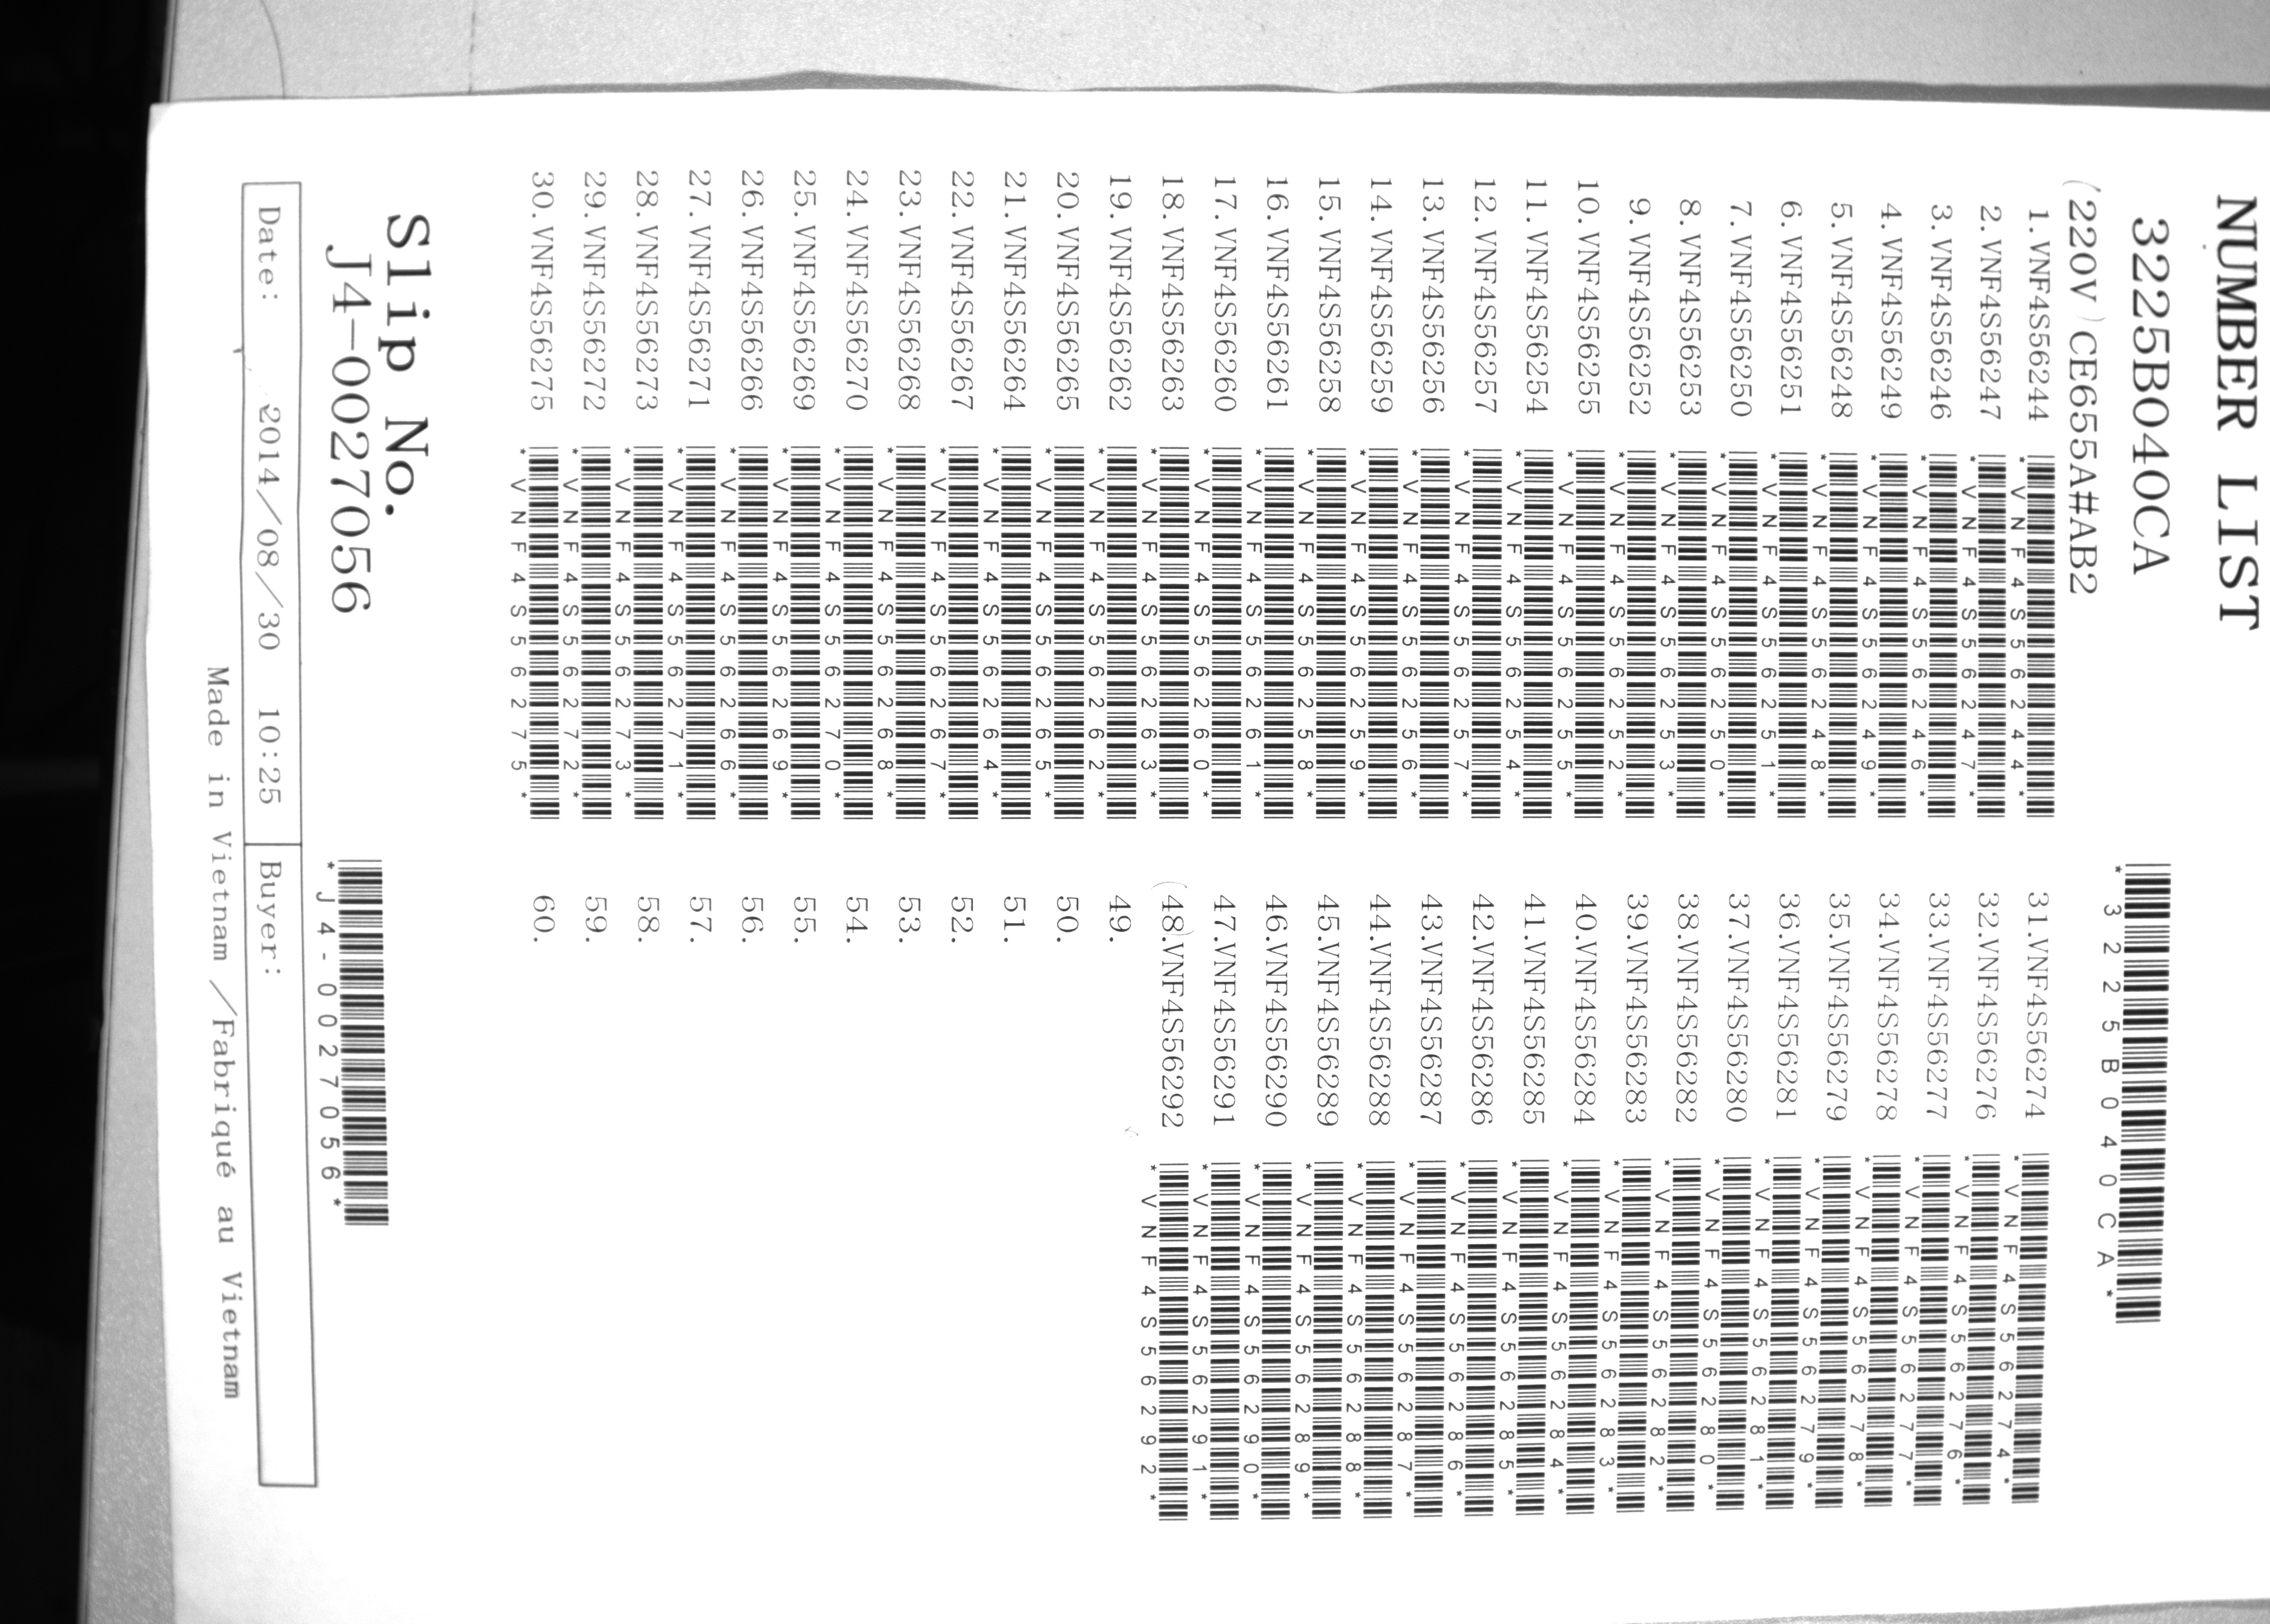 NUMBER LIST
3225B040CA
*3225B040CA*
(220V )CE655A#AB2
1.VNF4S56244
*VNF4S56244*
2.VNF4S56247
*VNF4S56247*
3.VNF4S56246
*VNF4S56246*
4.VNF4S56249
*VNF4S56249*
5.VNF4S56248
*VNF4S56248*
6.VNF4S56251
*VNF4S56251*
7.VNF4S56250
*VNF4S56250*
8.VNF4S56253
*VNF4S56253*
9.VNF4S56252
*VNF4S56252*
10.VNF4S56255
*VNF4S56255*
11.VNF4S56254
*VNF4S56254*
12.VNF4S56257
*VNF4S56257*
13.VNF4S56256
*VNF4S56256*
14.VNF4S56259
*VNF4S56259*
15.VNF4S56258
*VNF4S56258*
16.VNF4S56261
*VNF4S56261*
17.VNF4S56260
*VNF4S56260*
18.VNF4S56263
*VNF4S56263*
19.VNF4S56262
*VNF4S56262*
20.VNF4S56265
*VNF4S56265*
21.VNF4S56264
*VNF4S56264*
22.VNF4S56267
*VNF4S56267*
23.VNF4S56268
*VNF4S56268*
24.VNF4S56270
*VNF4S56270*
25.VNF4S56269
*VNF4S56269*
26.VNF4S56266
*VNF4S56266*
27.VNF4S56271
*VNF4S56271*
28.VNF4S56273
*VNF4S56273*
29.VNF4S56272
*VNF4S56272*
30.VNF4S56275
*VNF4S56275*
31.VNF4S56274
*VNF4S56274*
32.VNF4S56276
*VNF4S56276*
33.VNF4S56277
*VNF4S56277*
34.VNF4S56278
*VNF4S56278*
35.VNF4S56279
*VNF4S56279*
36.VNF4S56281
*VNF4S56281*
37.VNF4S56280
*VNF4S56280*
38.VNF4S56282
*VNF4S56282*
39.VNF4S56283
*VNF4S56283*
40.VNF4S56284
*VNF4S56284*
41.VNF4S56285
*VNF4S56285*
42.VNF4S56286
*VNF4S56286*
43.VNF4S56287
*VNF4S56287*
44.VNF4S56288
*VNF4S56288*
45.VNF4S56289
*VNF4S56289*
46.VNF4S56290
*VNF4S56290*
47.VNF4S56291
*VNF4S56291*
48.VNF4S56292
*VNF4S56292*
49.
50.
51.
52.
53.
54.
55.
56.
57.
58.
59.
60.
Slip No.
J4-0027056
*J4-0027056*
Date: 2014/08/30 10:25 Buyer:
Made in Vietnam /Fabriqué au Vietnam